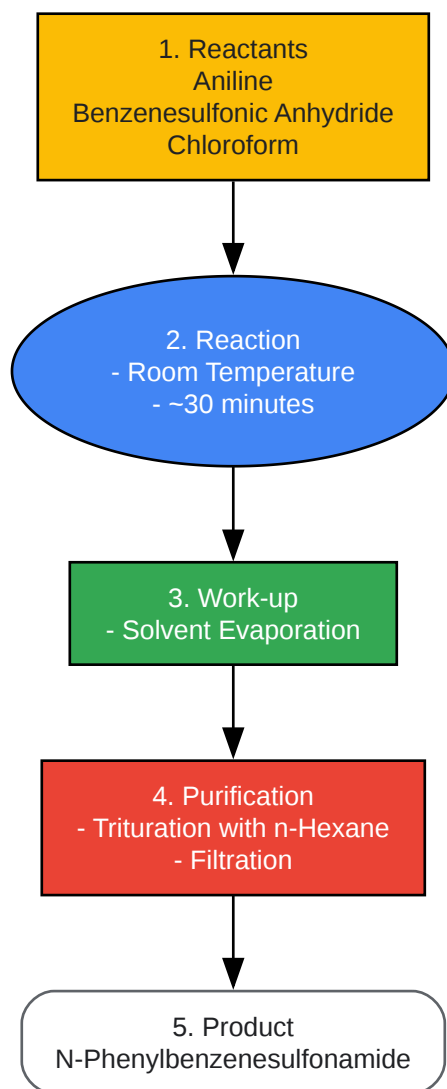 1. Reactants
Aniline
Benzenesulfonic Anhydride
Chloroform
2. Reaction
- Room Temperature
- ~30 minutes
3. Work-up
- Solvent Evaporation
4. Purification
- Trituration with n-Hexane
- Filtration
5. Product
N-Phenylbenzenesulfonamide